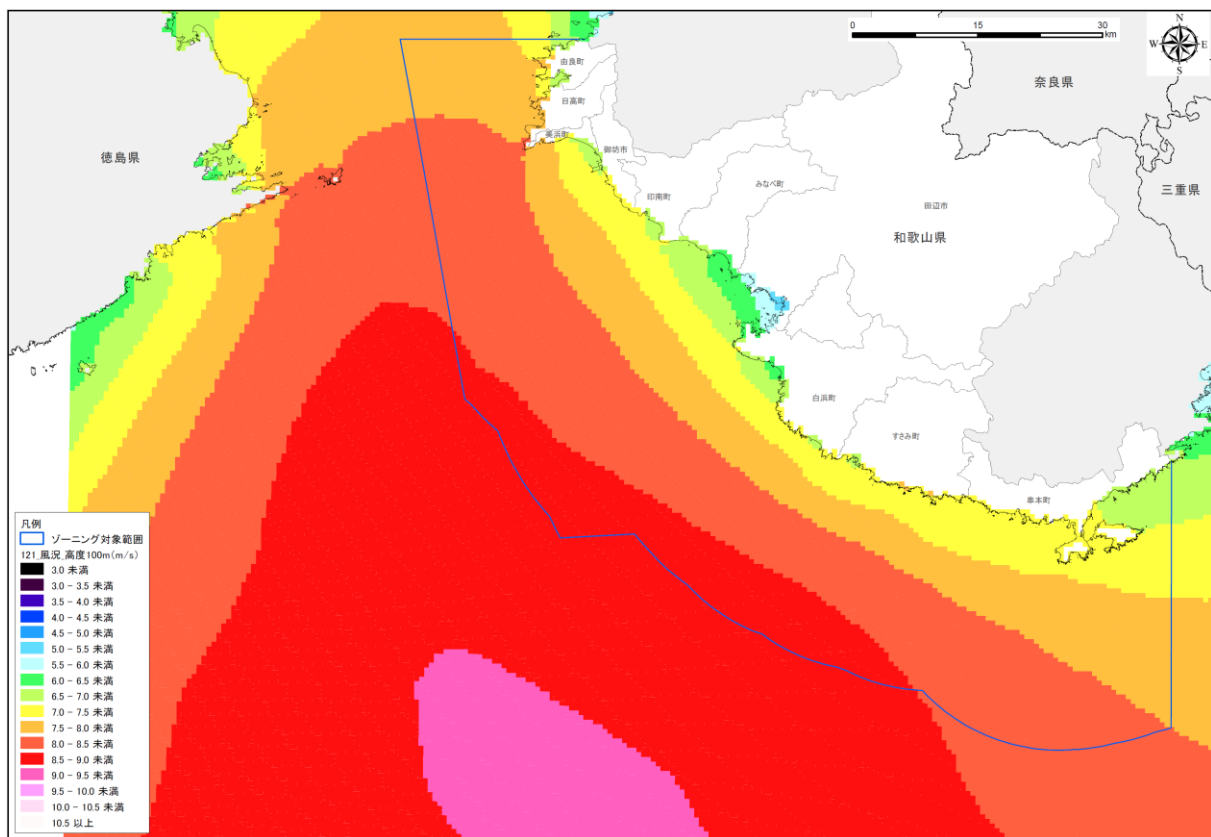 0 15 30
km
N
W E
S
奈良県
由良町
日高町
美浜町
徳島県
御坊市
みなべ町
三重県
印南町
田辺市
和歌山県
白浜町
すさみ町
串本町
凡例
ゾーニング対象範囲
121_風況_高度100m(m/s)
3.0 未満
3.0 - 3.5 未満
3.5 - 4.0 未満
4.0 - 4.5 未満
4.5 - 5.0 未満
5.0 - 5.5 未満
5.5 - 6.0 未満
6.0 - 6.5 未満
6.5 - 7.0 未満
7.0 - 7.5 未満
7.5 - 8.0 未満
8.0 - 8.5 未満
8.5 - 9.0 未満
9.0 - 9.5 未満
9.5 - 10.0 未満
10.0 - 10.5 未満
10.5 以上